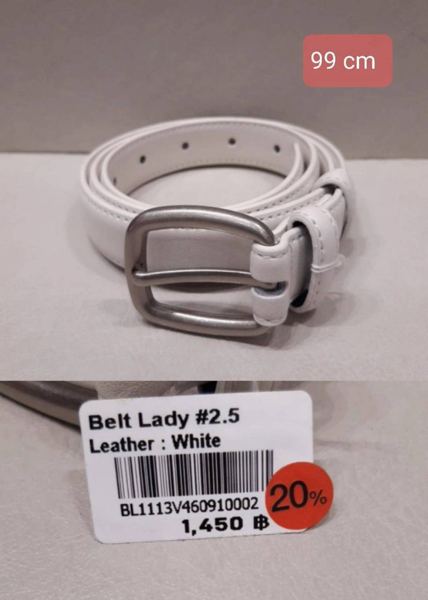 99 cm
Belt Lady #2.5
Leather : White
BL1113V460910002
20%
1,450 ฿